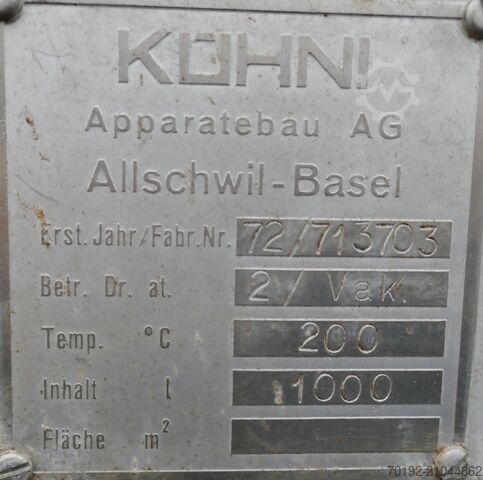 KÜHNI
Apparatebau AG
Allschwil-Basel
Erst. Jahr/Fabr.Nr. 72/713703
Betr. Dr. at. 2/ Vak.
Temp. °C 200
Inhalt l 1000
Fläche m²
70192-21044862